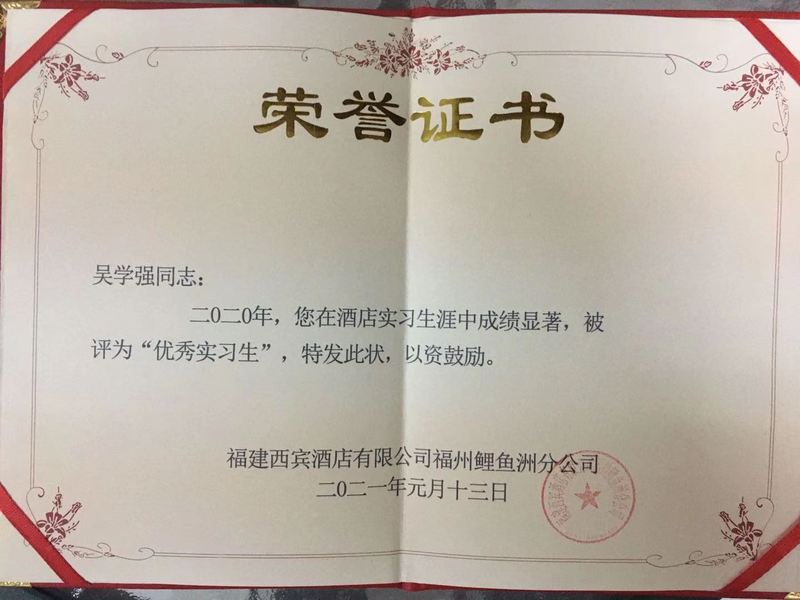 荣誉证书
吴学强同志：
二0二0年，您在酒店实习生涯中成绩显著，被
评为“优秀实习生”，特发此状，以资鼓励。
福建西宾酒店有限公司福州鲤鱼洲分公司
二0二一年元月十三日